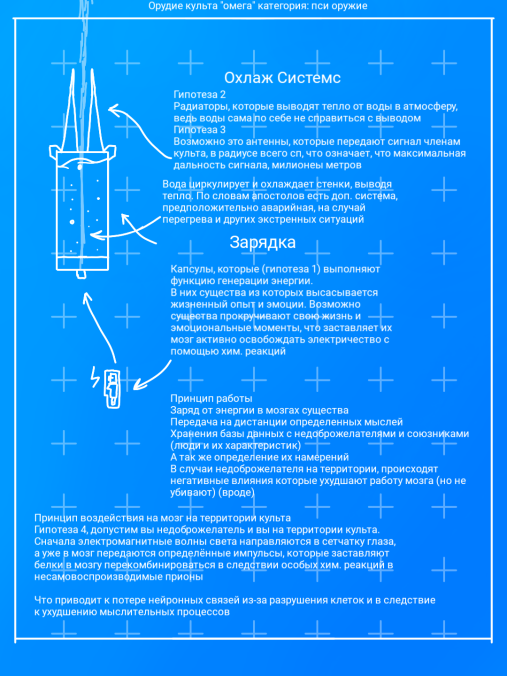 Орудие культа "омега" категория: пси оружие
Охлаж Системс
Гипотеза 2
Радиаторы, которые выводят тепло от воды в атмосферу,
ведь воды сама по себе не справиться с выводом
Гипотеза 3
Возможно это антенны, которые передают сигнал членам
культа, в радиусе всего сп, что означает, что максимальная
дальность сигнала, милионеы метров
Вода циркулирует и охлаждает стенки, выводя
тепло. По словам апостолов есть доп. система,
предположительно аварийная, на случай
перегрева и других экстренных ситуаций
Зарядка
Капсулы, которые (гипотеза 1) выполняют
функцию генерации энергии.
В них существа из которых высасывается
жизненный опыт и эмоции. Возможно
существа прокручивают свою жизнь и
эмоциональные моменты, что заставляет их
мозг активно освобождать электричество с
помощью хим. реакций
Принцип работы
Заряд от энергии в мозгах существа
Передача на дистанции определенных мыслей
Хранения базы данных с недоброжелателями и союзниками
(люди и их характеристик)
А так же определение их намерений
В случаи недоброжелателя на территории, происходят
негативные влияния которые ухудшают работу мозга (но не
убивают) (вроде)
Принцип воздействия на мозг на территории культа
Гипотеза 4, допустим вы недоброжелатель и вы на территории культа.
Сначала электромагнитные волны света направляются в сетчатку глаза,
а уже в мозг передаются определённые импульсы, которые заставляют
белки в мозгу перекомбинироваться в следствии особых хим. реакций в
несамовоспроизводимые прионы
Что приводит к потере нейронных связей из-за разрушения клеток и в следствие
к ухудшению мыслительных процессов